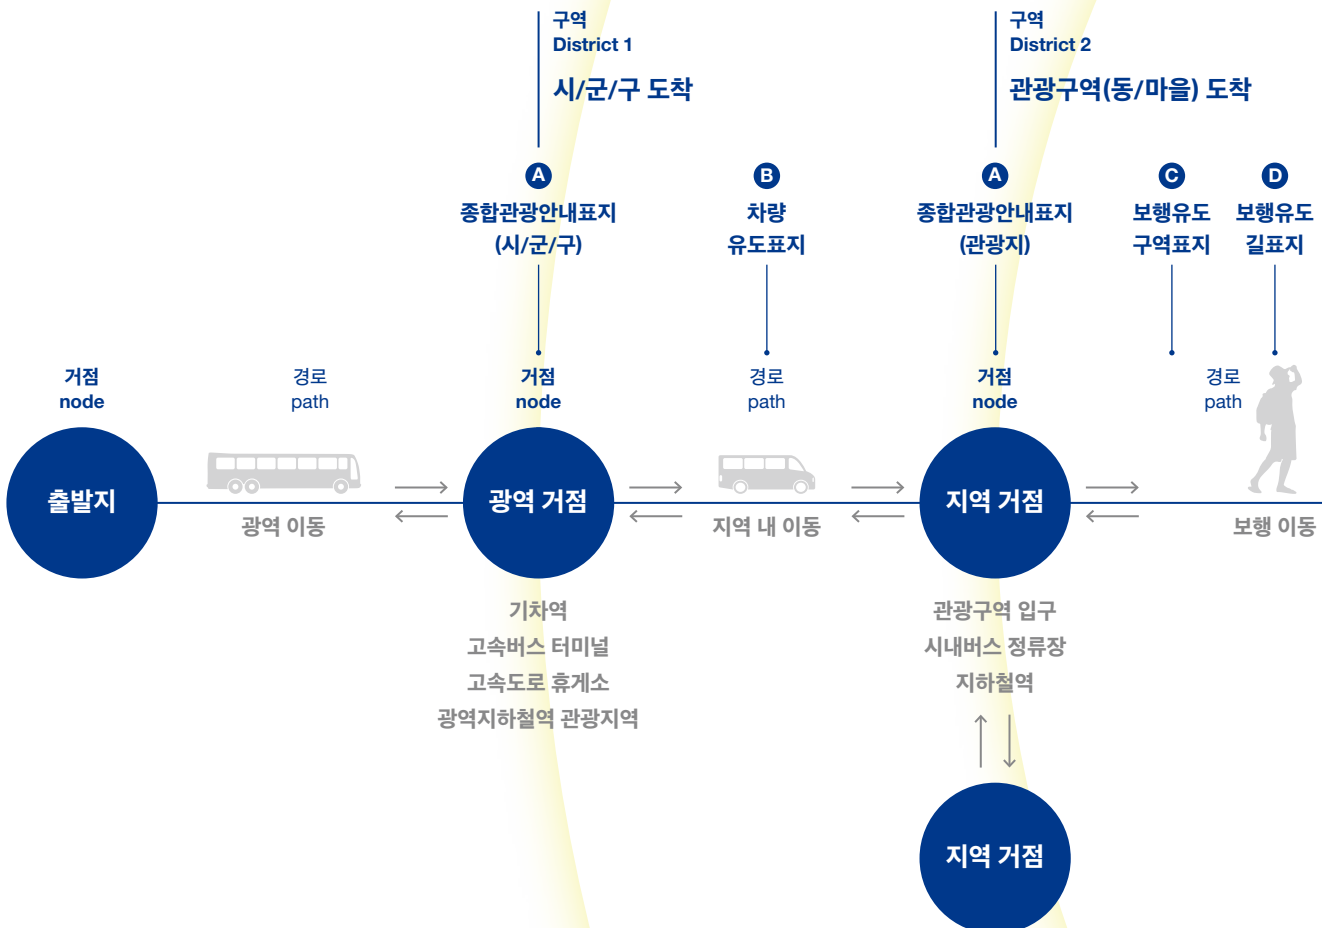 구역
District 1
시/군/구 도착
구역
District 2
관광구역(동/마을) 도착
A
종합관광안내표지
(시/군/구)
B
차량
유도표지
A
종합관광안내표지
(관광지)
C
보행유도
구역표지
D
보행유도
길표지
거점
node
경로
path
거점
node
경로
path
거점
node
경로
path
출발지
광역 이동
광역 거점
지역 내 이동
지역 거점
보행 이동
기차역
고속버스 터미널
고속도로 휴게소
광역지하철역 관광지역
관광구역 입구
시내버스 정류장
지하철역
지역 거점